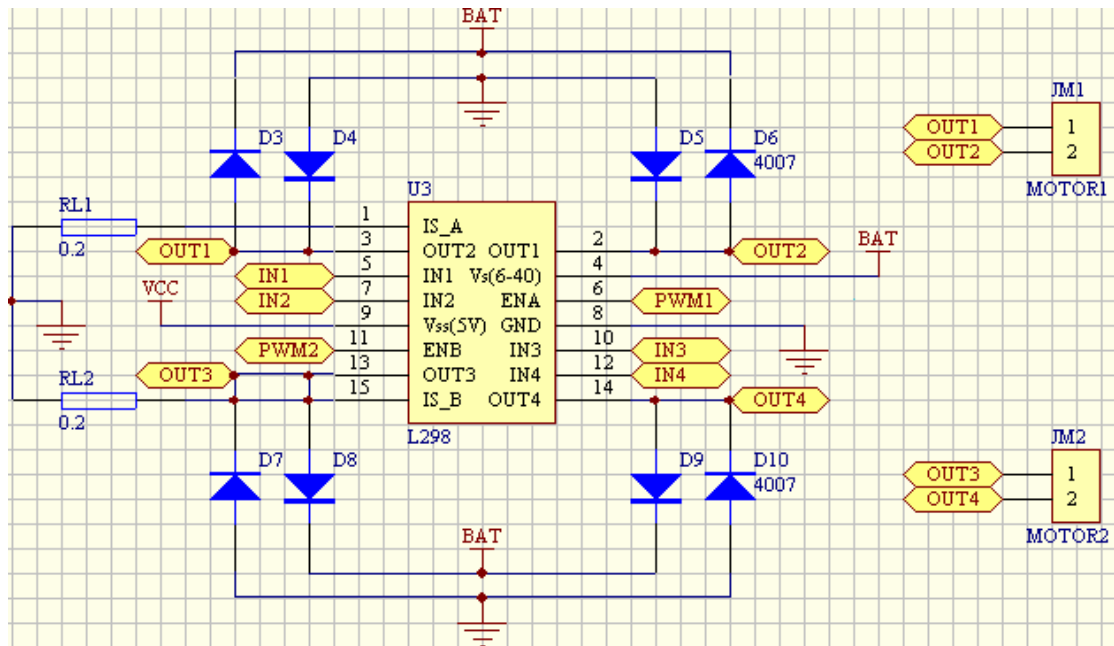 BAT
D3
D4
D5
D6
4007
JM1
OUT1
1
OUT2
2
MOTOR1
U3
RL1
0.2
1
IS_A
OUT1
3
OUT2
OUT1
2
OUT2
BAT
IN1
5
IN1
Vs(6-40)
4
IN2
7
IN2
ENA
6
PWM1
VCC
9
Vss(5V)
GND
8
PWM2
11
ENB
IN3
10
IN3
OUT3
13
OUT3
IN4
12
IN4
RL2
0.2
15
IS_B
OUT4
14
OUT4
L298
D7
D8
D9
D10
4007
JM2
OUT3
1
OUT4
2
MOTOR2
BAT